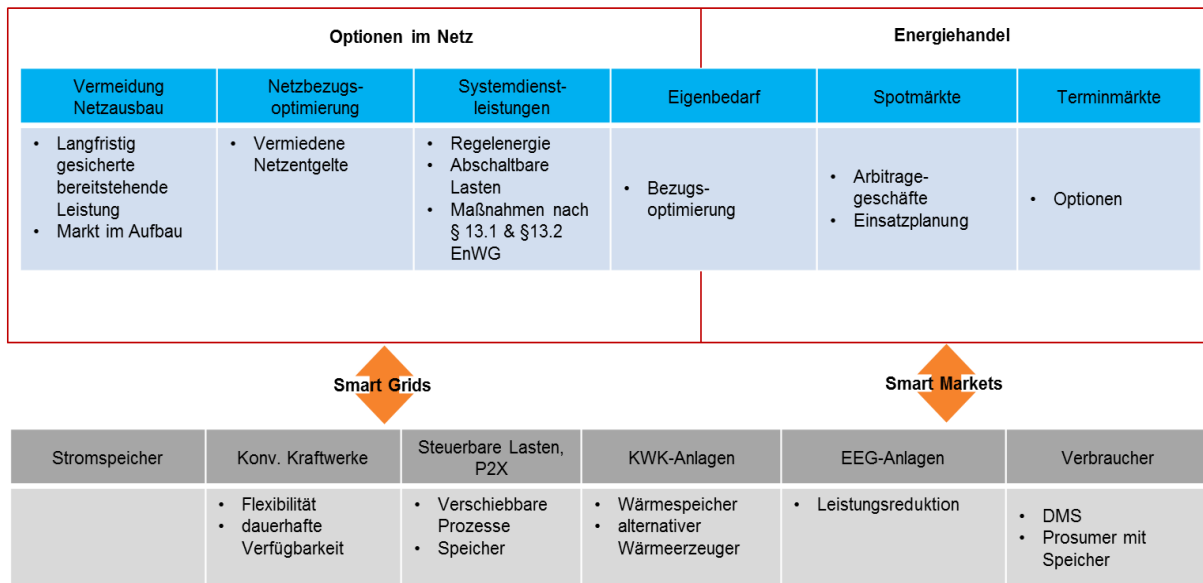 Optionen im Netz
Energiehandel
Vermeidung
Netzausbau
Netzbezugs-
optimierung
Systemdienst-
leistungen
Eigenbedarf
Spotmärkte
Terminmärkte
• Langfristig
gesicherte
bereitstehende
Leistung
• Markt im Aufbau
• Vermiedene
Netzentgelte
• Regelenergie
• Abschaltbare
Lasten
• Maßnahmen nach
§ 13.1 & §13.2
EnWG
• Bezugs-
optimierung
• Arbitrage-
geschäfte
• Einsatzplanung
• Optionen
Smart Grids
Smart Markets
Stromspeicher
Konv. Kraftwerke
Steuerbare Lasten,
P2X
KWK-Anlagen
EEG-Anlagen
Verbraucher
• Flexibilität
• dauerhafte
Verfügbarkeit
• Verschiebbare
Prozesse
• Speicher
• Wärmespeicher
• alternativer
Wärmeerzeuger
• Leistungsreduktion
• DMS
• Prosumer mit
Speicher